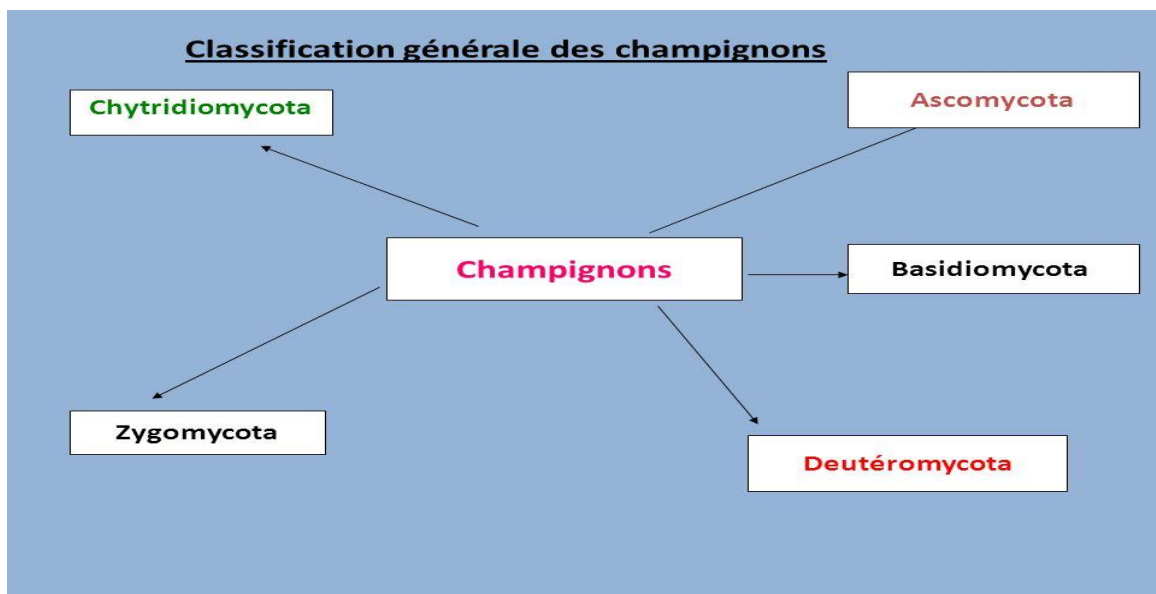 Classification générale des champignons
Chytridiomycota
Ascomycota
Champignons
Basidiomycota
Zygomycota
Deutéromycota